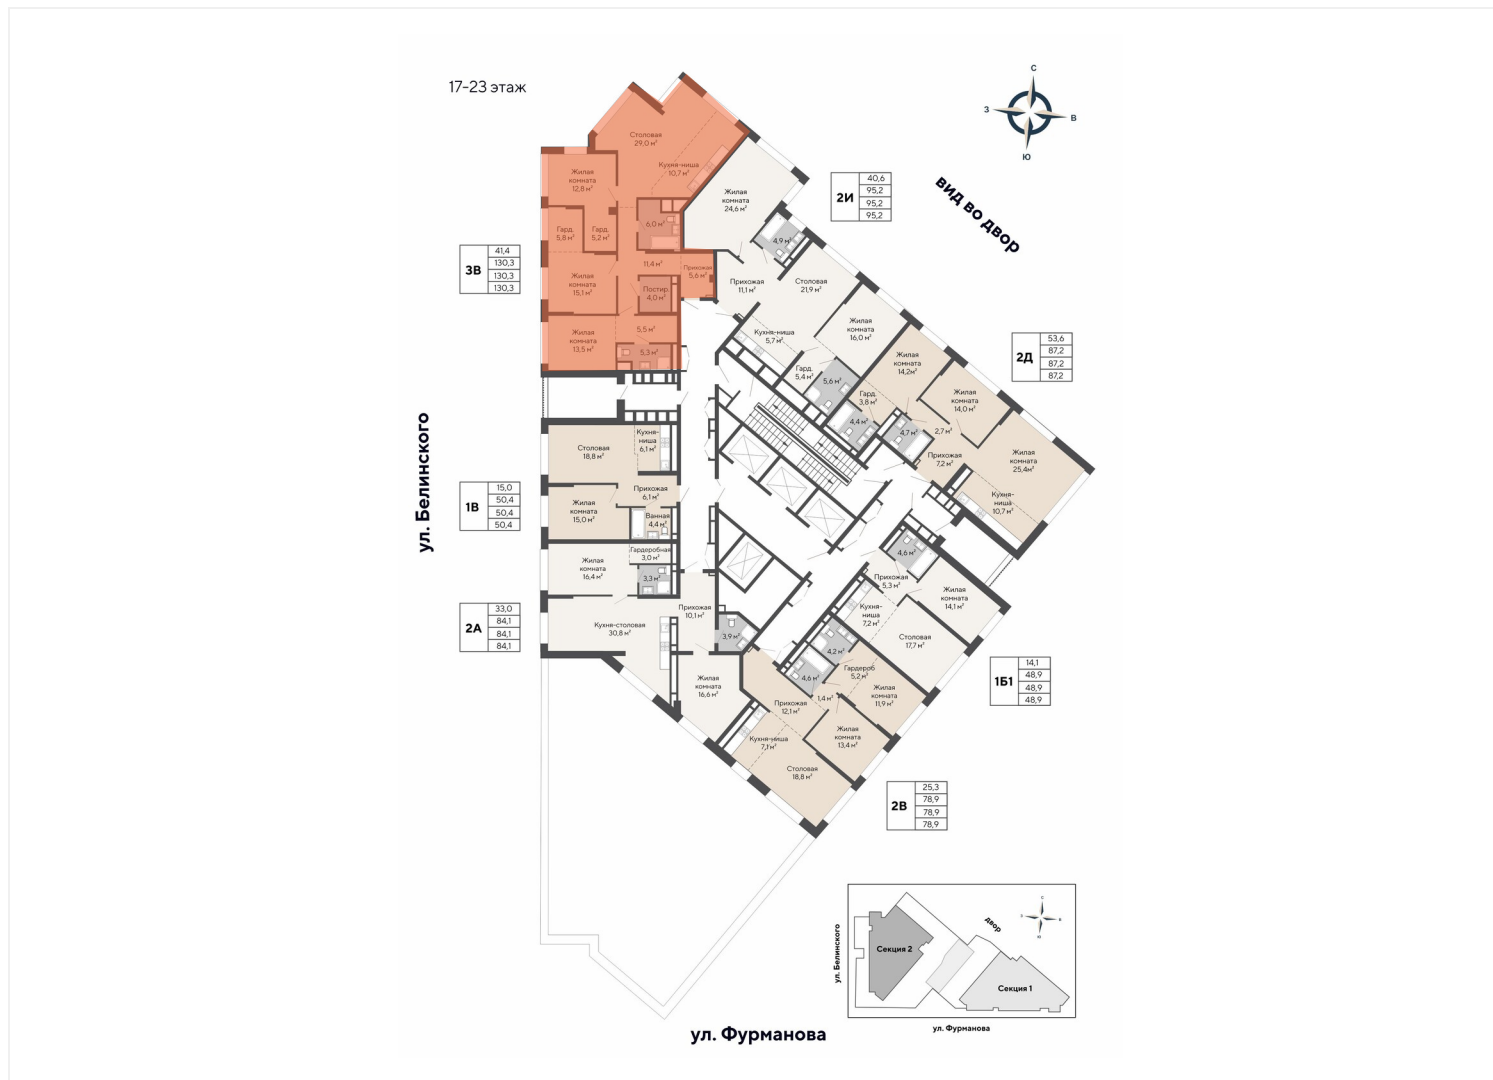 17-23 этаж
С
З
В
Ю
вид во двор
ул. Белинского
ул. Фурманова
3В
41,4
130,3
130,3
130,3
Столовая
29,0 м²
Кухня-ниша
10,7 м²
Жилая
комната
12,8 м²
Гард.
5,8 м²
Гард.
5,2 м²
6,0 м²
11,4 м²
Прихожая
5,6 м²
Жилая
комната
15,1 м²
Постир.
4,0 м²
Жилая
комната
13,5 м²
5,5 м²
5,3 м²
2И
40,6
95,2
95,2
95,2
Жилая
комната
24,6 м²
4,9 м²
Прихожая
11,1 м²
Столовая
21,9 м²
Кухня-ниша
5,7 м²
Жилая
комната
16,0 м²
Гард.
5,4 м²
5,6 м²
2Д
53,6
87,2
87,2
87,2
Жилая
комната
14,2м²
Гард.
3,8 м²
4,4 м²
Жилая
комната
14,0 м²
4,7 м²
2,7 м²
Прихожая
7,2 м²
Жилая
комната
25,4м²
Кухня-
ниша
10,7 м²
1В
15,0
50,4
50,4
50,4
Столовая
18,8 м²
Кухня-
ниша
6,1 м²
Прихожая
6,1 м²
Жилая
комната
15,0 м²
Ванная
4,4 м²
2А
33,0
84,1
84,1
84,1
Жилая
комната
16,4 м²
Гардеробная
3,0 м²
3,3 м²
Кухня-столовая
30,8 м²
Прихожая
10,1 м²
3,9 м²
Жилая
комната
16,6 м²
1Б1
14,1
48,9
48,9
48,9
4,6 м²
Прихожая
5,3 м²
Жилая
комната
14,1 м²
Кухня-
ниша
7,2 м²
Столовая
17,7 м²
2В
25,3
78,9
78,9
78,9
4,2 м²
4,6 м²
Гардероб
5,2 м²
1,4 м²
Жилая
комната
11,9 м²
Прихожая
12,1 м²
Жилая
комната
13,4 м²
Кухня-ниша
7,1 м²
Столовая
18,8 м²
ул. Белинского
Секция 2
двор
Секция 1
ул. Фурманова